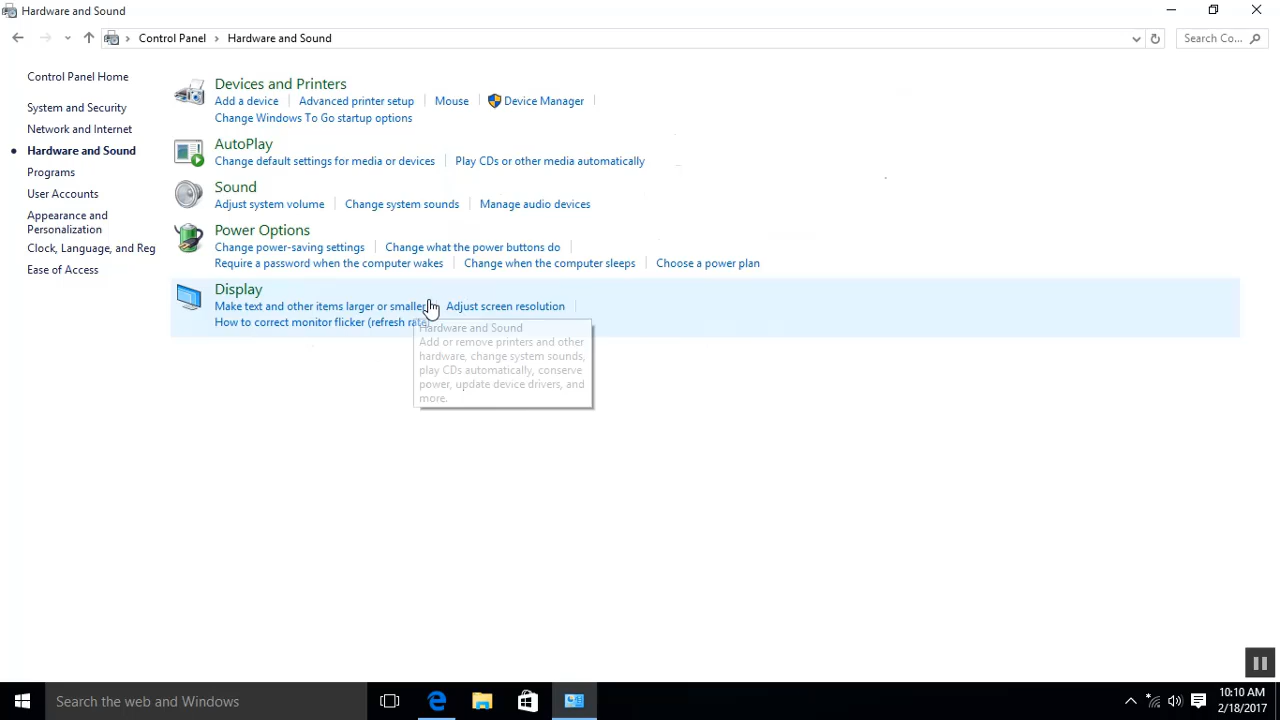 Hardware and Sound
Control Panel > Hardware and Sound
Search Co...
Control Panel Home
System and Security
Network and Internet
Hardware and Sound
Programs
User Accounts
Appearance and
Personalization
Clock, Language, and Reg
Ease of Access
Devices and Printers
Add a device Advanced printer setup Mouse Device Manager
Change Windows To Go startup options
AutoPlay
Change default settings for media or devices Play CDs or other media automatically
Sound
Adjust system volume Change system sounds Manage audio devices
Power Options
Change power-saving settings Change what the power buttons do
Require a password when the computer wakes Change when the computer sleeps Choose a power plan
Display
Make text and other items larger or smaller Adjust screen resolution
How to correct monitor flicker (refresh rate)
Hardware and Sound
Add or remove printers and other
hardware, change system sounds,
play CDs automatically, conserve
power, update device drivers, and
more.
Search the web and Windows
10:10 AM
2/18/2017